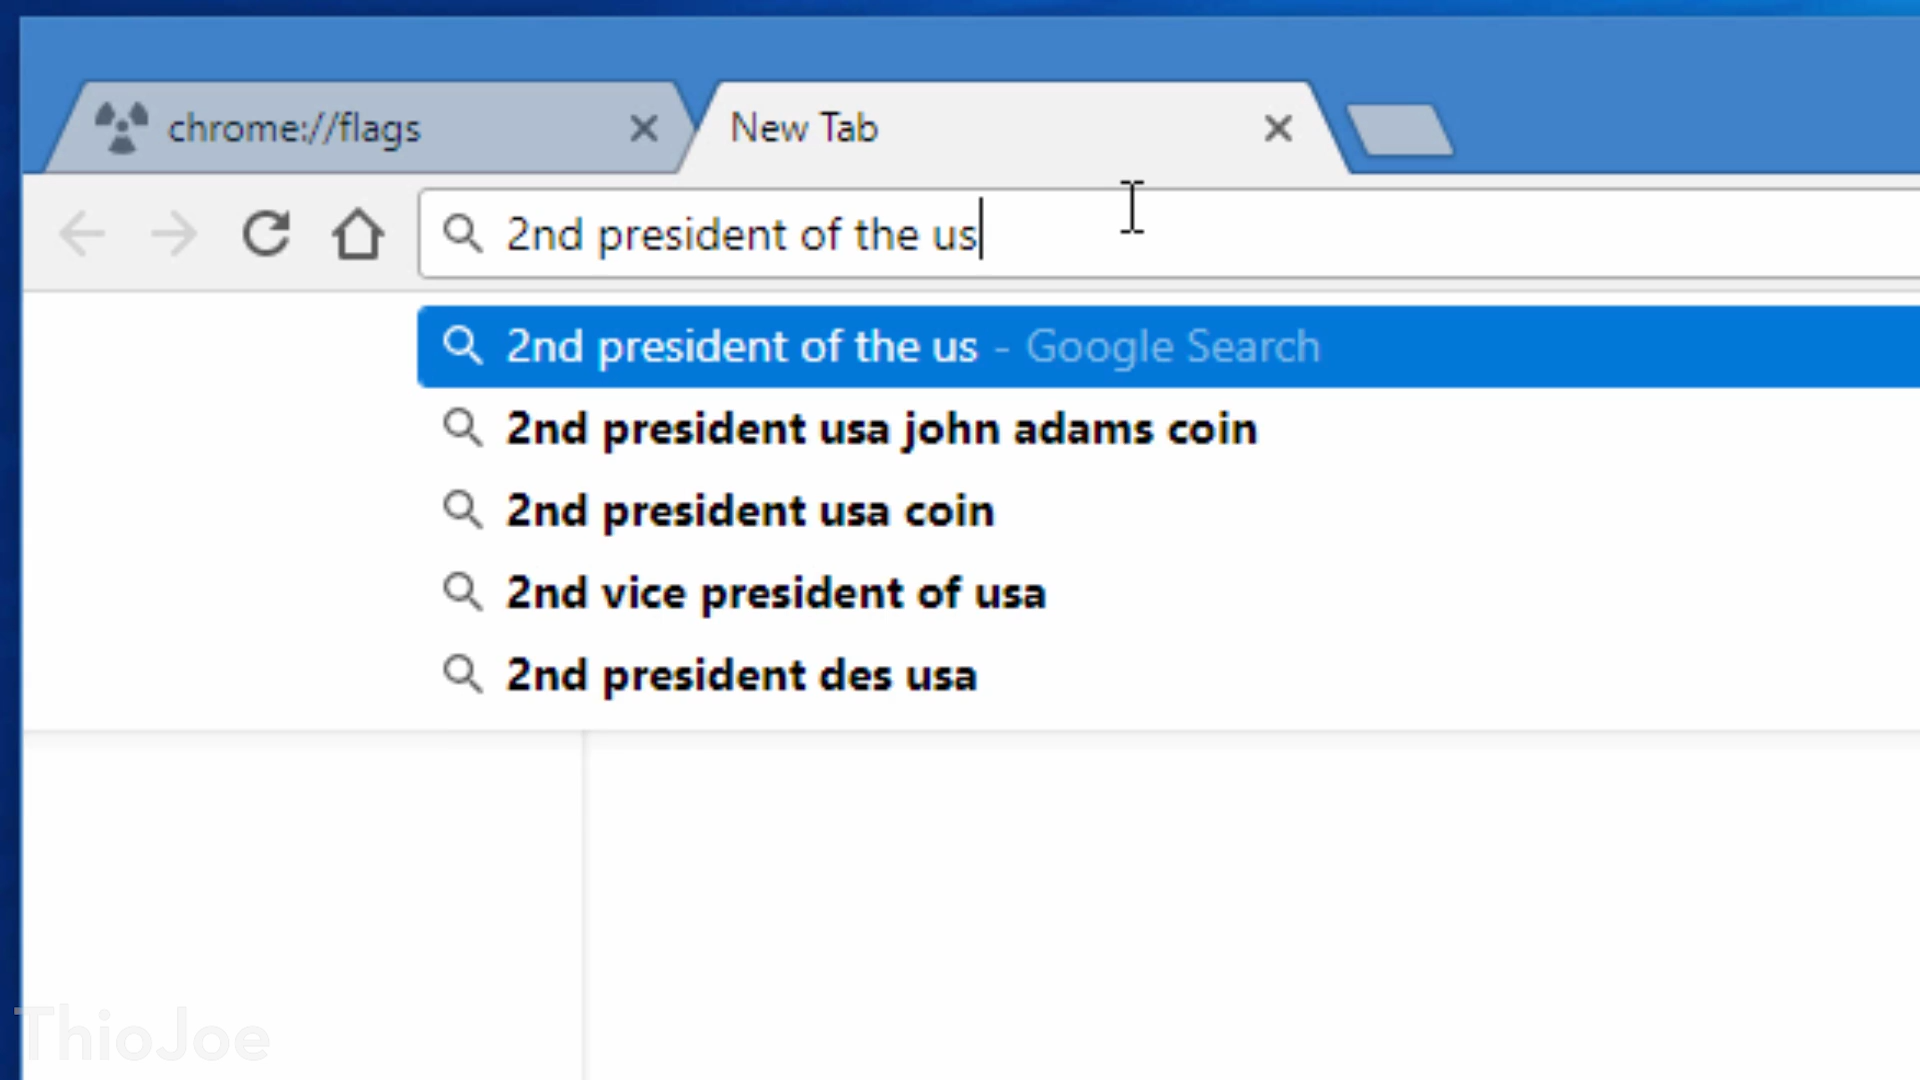 chrome://flags
New Tab
2nd president of the us
2nd president of the us - Google Search
2nd president usa john adams coin
2nd president usa coin
2nd vice president of usa
2nd president des usa
ThioJoe